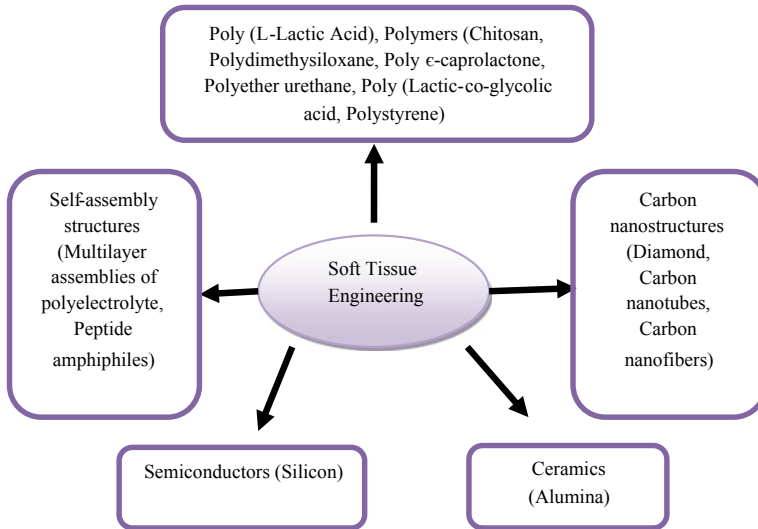 Poly (L-Lactic Acid), Polymers (Chitosan,
Polydimethysiloxane, Poly ϵ-caprolactone,
Polyether urethane, Poly (Lactic-co-glycolic
acid, Polystyrene)
Self-assembly
structures
(Multilayer
assemblies of
polyelectrolyte,
Peptide
amphiphiles)
Soft Tissue
Engineering
Carbon
nanostructures
(Diamond,
Carbon
nanotubes,
Carbon
nanofibers)
Semiconductors (Silicon)
Ceramics
(Alumina)